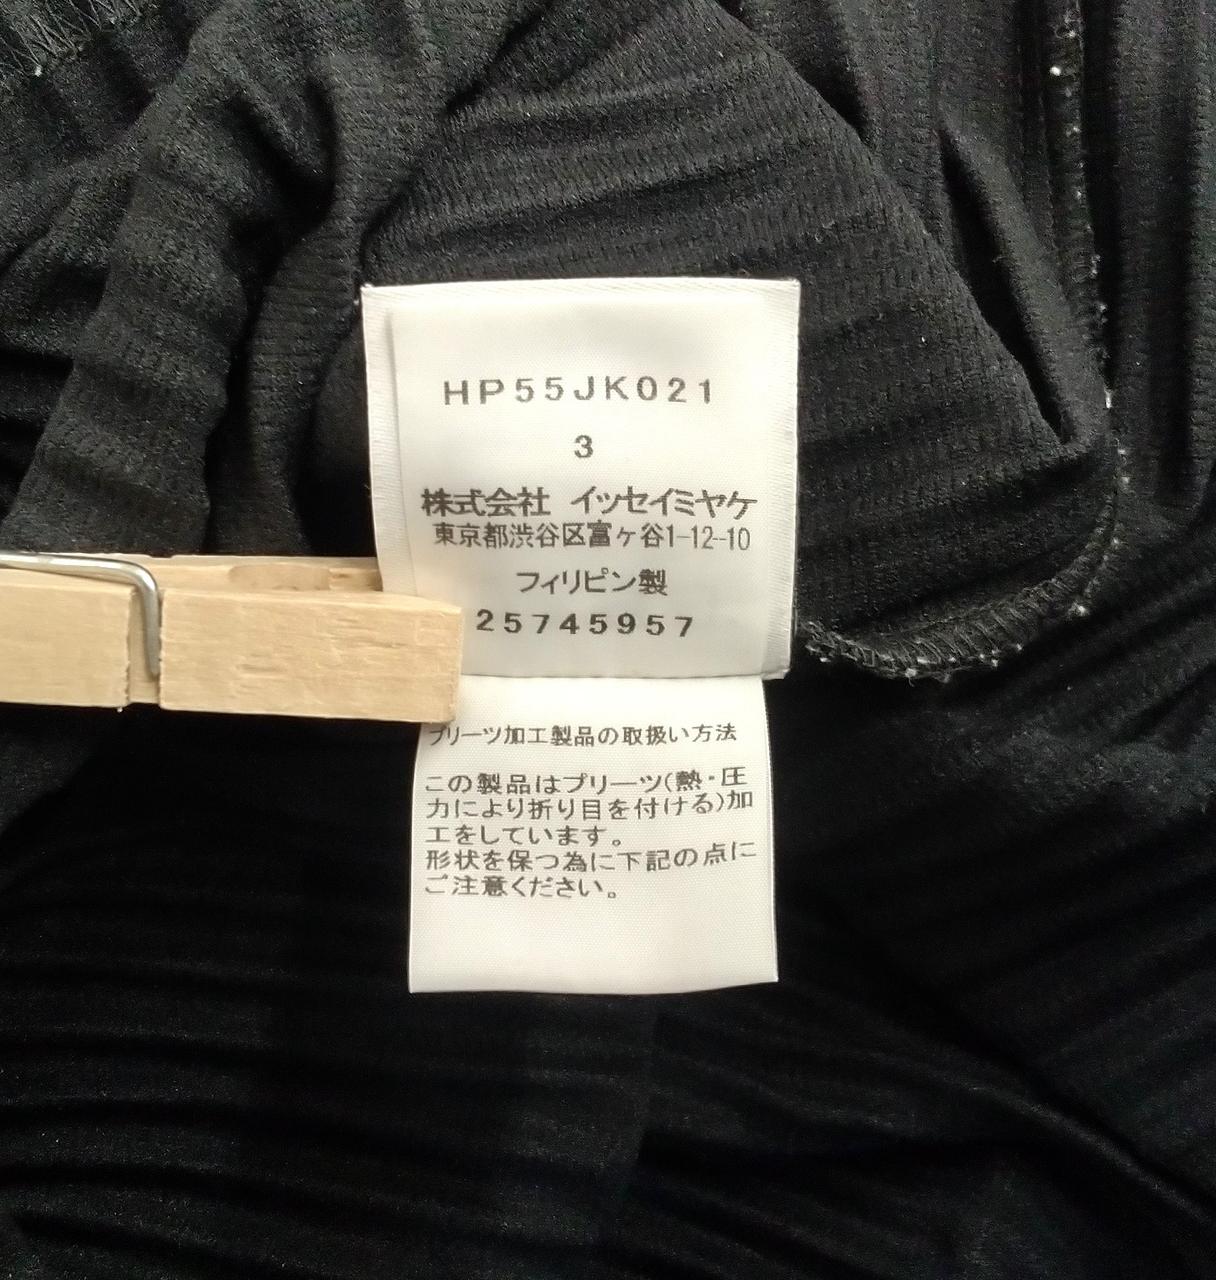 HP55JK021
3
株式会社 イッセイミヤケ
東京都渋谷区富ヶ谷1-12-10
フィリピン製
25745957
プリーツ加工製品の取扱い方法
この製品はプリーツ(熱・圧
力により折り目を付ける)加
工をしています。
形状を保つ為に下記の点に
ご注意ください。